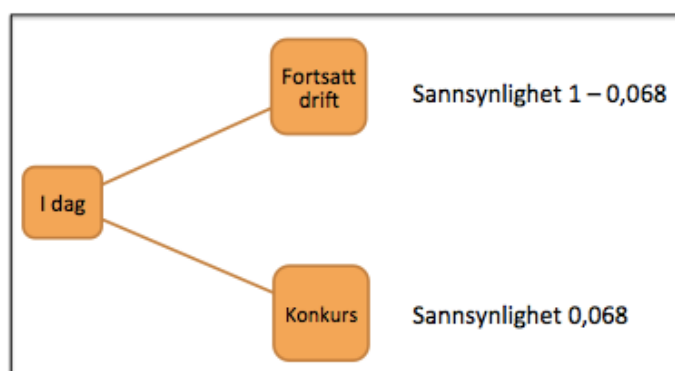 Fortsatt
drift
Sannsynlighet 1 – 0,068
I dag
Konkurs
Sannsynlighet 0,068